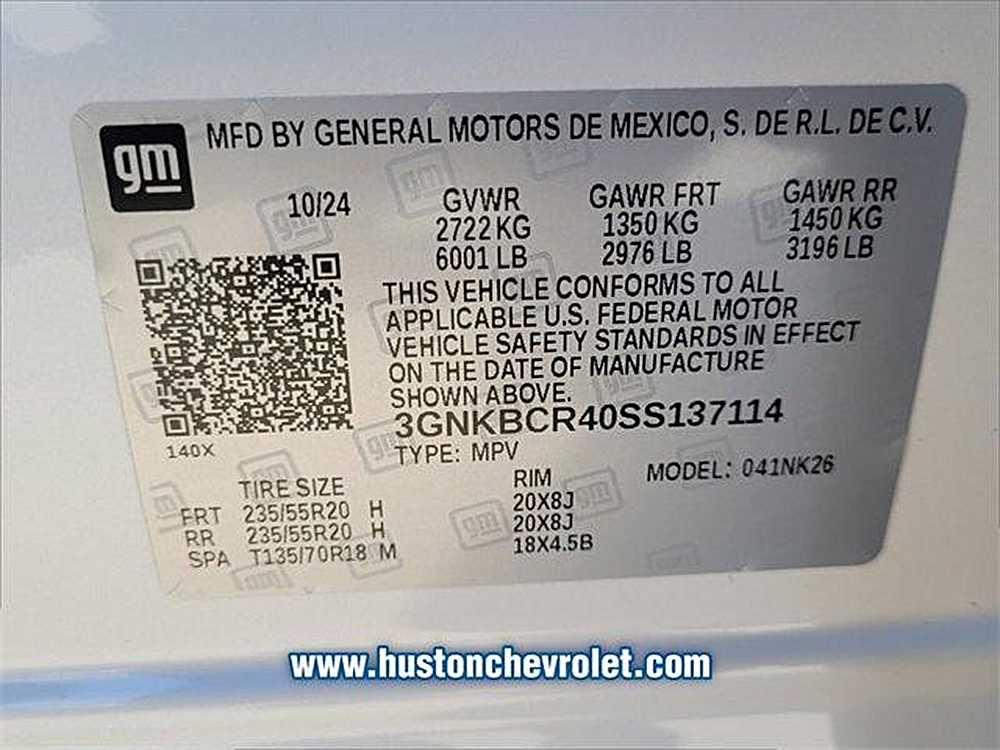 gm
MFD BY GENERAL MOTORS DE MEXICO, S. DE R.L. DE C.V.
10/24 GVWR GAWR FRT GAWR RR
2722 KG 1350 KG 1450 KG
6001 LB 2976 LB 3196 LB
THIS VEHICLE CONFORMS TO ALL
APPLICABLE U.S. FEDERAL MOTOR
VEHICLE SAFETY STANDARDS IN EFFECT
ON THE DATE OF MANUFACTURE
SHOWN ABOVE.
3GNKBCR40SS137114
140X
TYPE: MPV
MODEL: 041NK26
TIRE SIZE RIM
FRT 235/55R20 H 20X8J
RR 235/55R20 H 20X8J
SPA T135/70R18 M 18X4.5B
www.hustonchevrolet.com